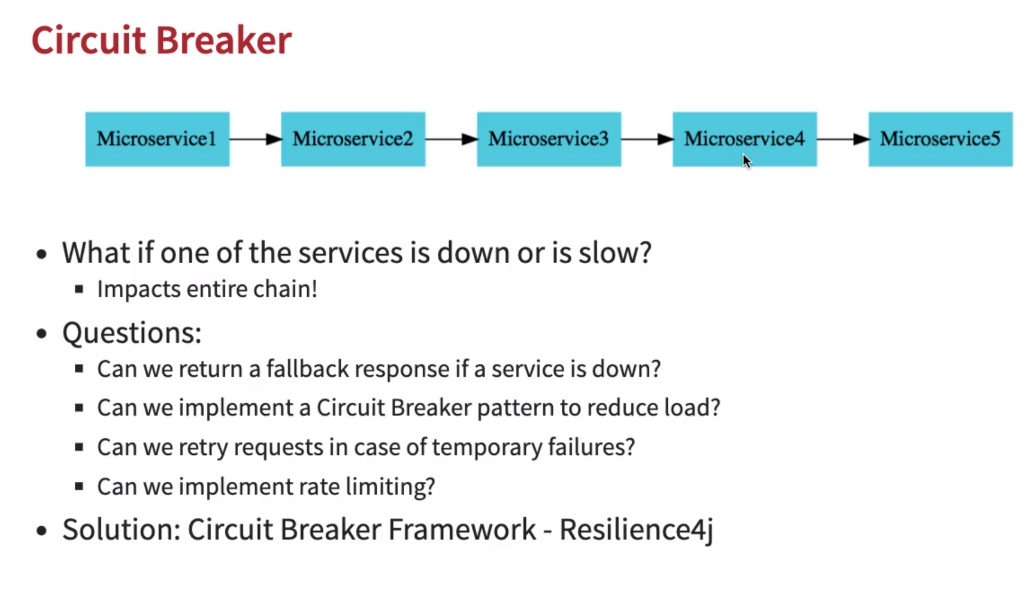 Circuit Breaker
Microservice1 Microservice2 Microservice3 Microservice4 Microservice5
What if one of the services is down or is slow?
Impacts entire chain!
Questions:
Can we return a fallback response if a service is down?
Can we implement a Circuit Breaker pattern to reduce load?
Can we retry requests in case of temporary failures?
Can we implement rate limiting?
Solution: Circuit Breaker Framework - Resilience4j